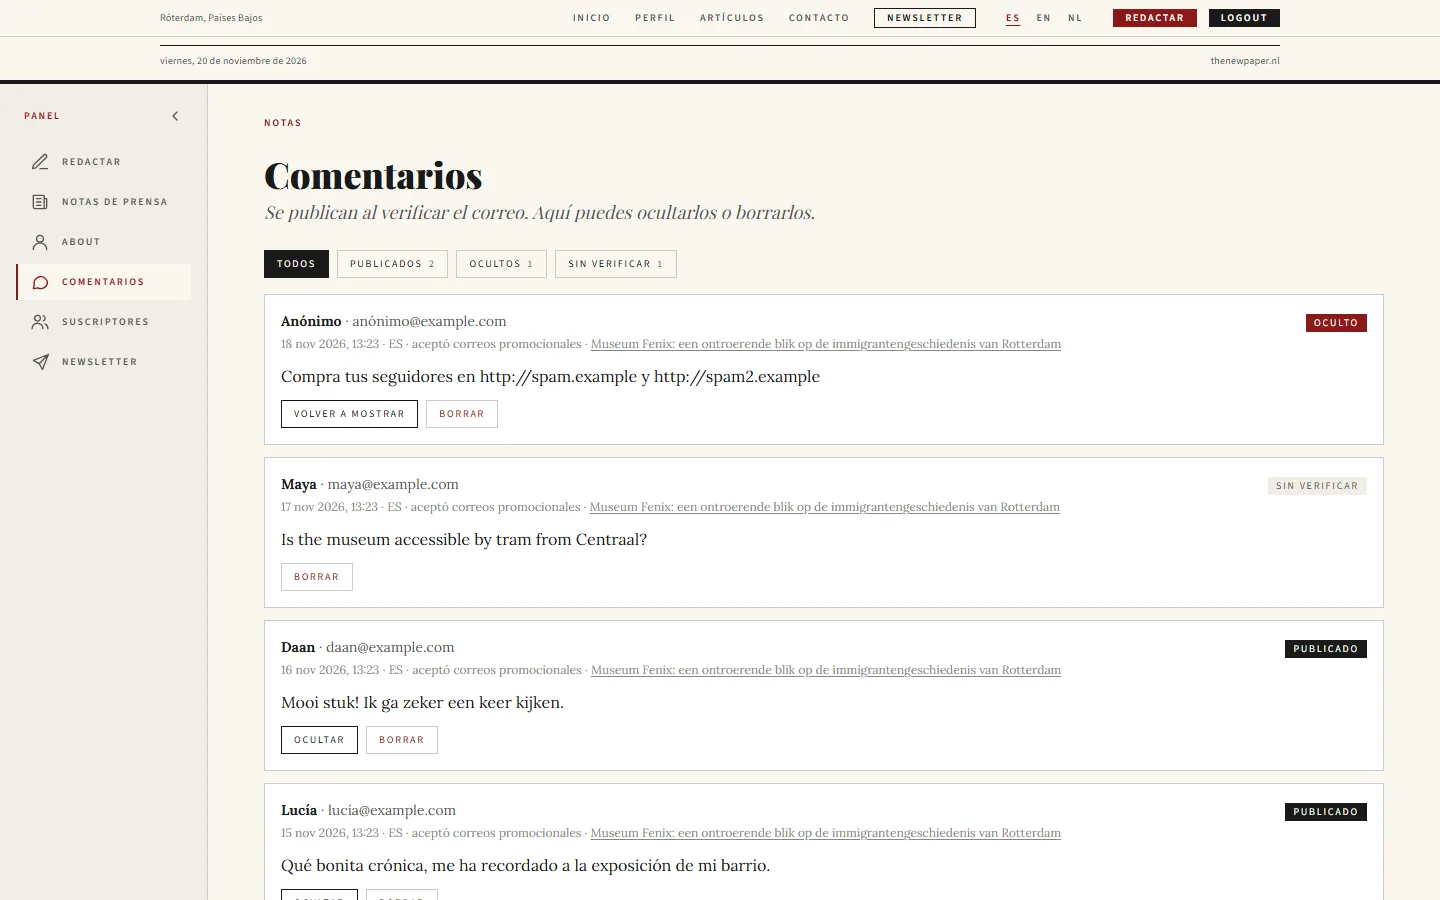 Róterdam, Países Bajos
INICIO PERFIL ARTÍCULOS CONTACTO NEWSLETTER ES EN NL REDACTAR LOGOUT
viernes, 20 de noviembre de 2026
thenewpaper.nl
PANEL
REDACTAR
NOTAS DE PRENSA
ABOUT
COMENTARIOS
SUSCRIPTORES
NEWSLETTER
NOTAS
Comentarios
Se publican al verificar el correo. Aquí puedes ocultarlos o borrarlos.
TODOS PUBLICADOS 2 OCULTOS 1 SIN VERIFICAR 1
Anónimo · anónimo@example.com
OCULTO
18 nov 2026, 13:23 · ES · aceptó correos promocionales · Museum Fenix: een ontroerende blik op de immigrantengeschiedenis van Rotterdam
Compra tus seguidores en http://spam.example y http://spam2.example
VOLVER A MOSTRAR BORRAR
Maya · maya@example.com
SIN VERIFICAR
17 nov 2026, 13:23 · ES · aceptó correos promocionales · Museum Fenix: een ontroerende blik op de immigrantengeschiedenis van Rotterdam
Is the museum accessible by tram from Centraal?
BORRAR
Daan · daan@example.com
PUBLICADO
16 nov 2026, 13:23 · ES · aceptó correos promocionales · Museum Fenix: een ontroerende blik op de immigrantengeschiedenis van Rotterdam
Mooi stuk! Ik ga zeker een keer kijken.
OCULTAR BORRAR
Lucía · lucía@example.com
PUBLICADO
15 nov 2026, 13:23 · ES · aceptó correos promocionales · Museum Fenix: een ontroerende blik op de immigrantengeschiedenis van Rotterdam
Qué bonita crónica, me ha recordado a la exposición de mi barrio.